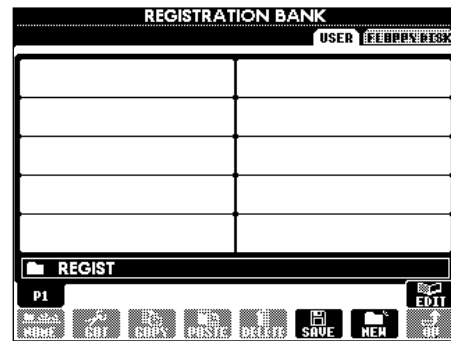 REGISTRATION BANK
USER FLOPPY DISK
REGIST
P1 EDIT
NAME CUT COPY PASTE DELETE SAVE NEW UP